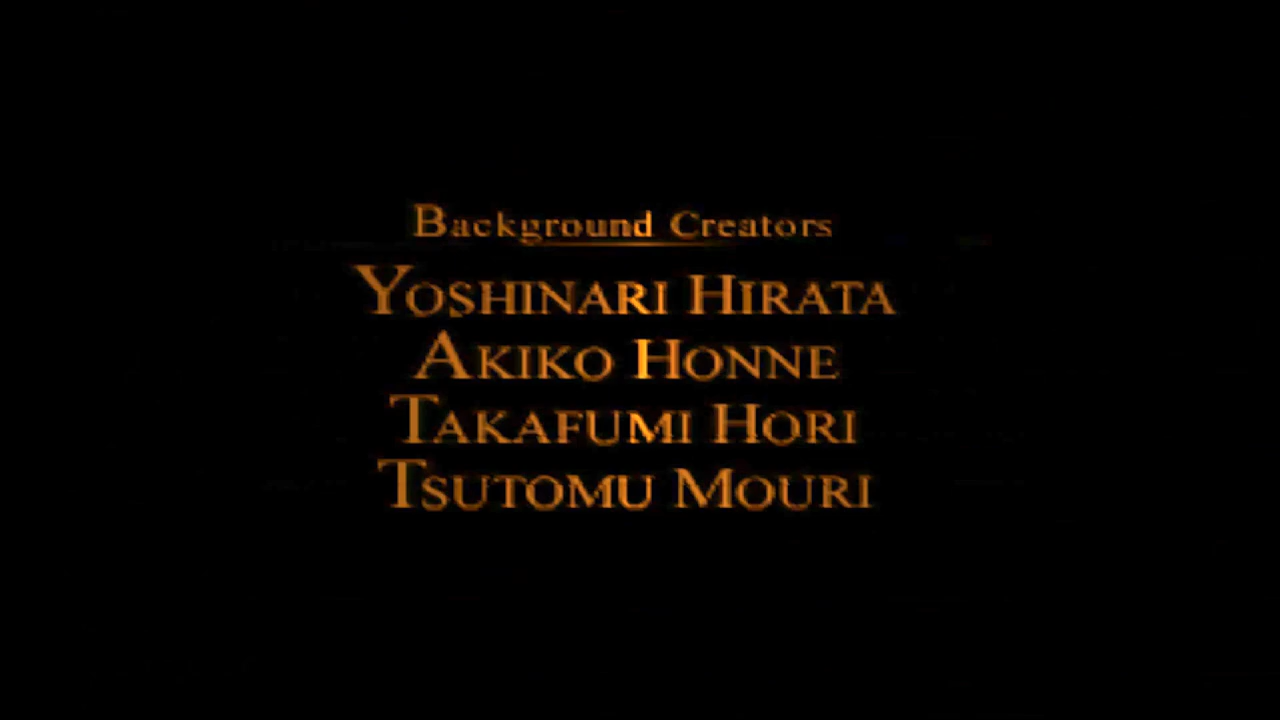 Background Creators
YOSHINARI HIRATA
AKIKO HONNE
TAKAFUMI HORI
TSUTOMU MOURI